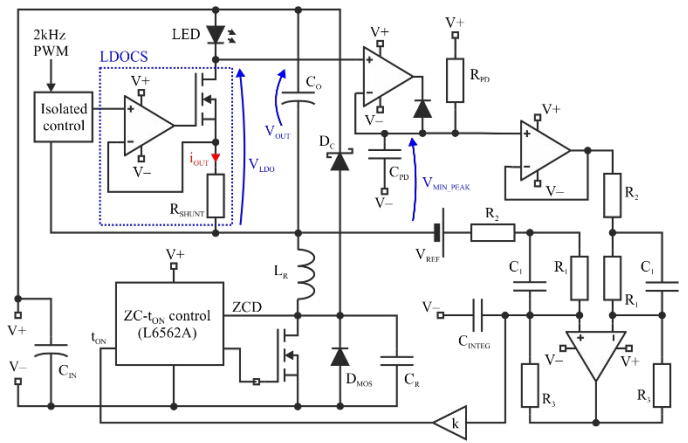 2kHz
PWM
LED
LDOCS
V+
V+
V+
R_PD
Isolated
control
V+
V−
i_OUT
R_SHUNT
V_LDO
V_OUT
C_O
D_C
V−
C_PD
V−
V_MIN_PEAK
V+
V−
R_2
V_REF
R_2
C_1
R_1
R_1
C_1
L_R
V+
ZC-t_ON control
(L6562A)
ZCD
t_ON
V+
V−
C_IN
D_MOS
C_R
V−
C_INTEG
V−
V+
R_3
R_3
k
+
−
+
−
+
−
+
−